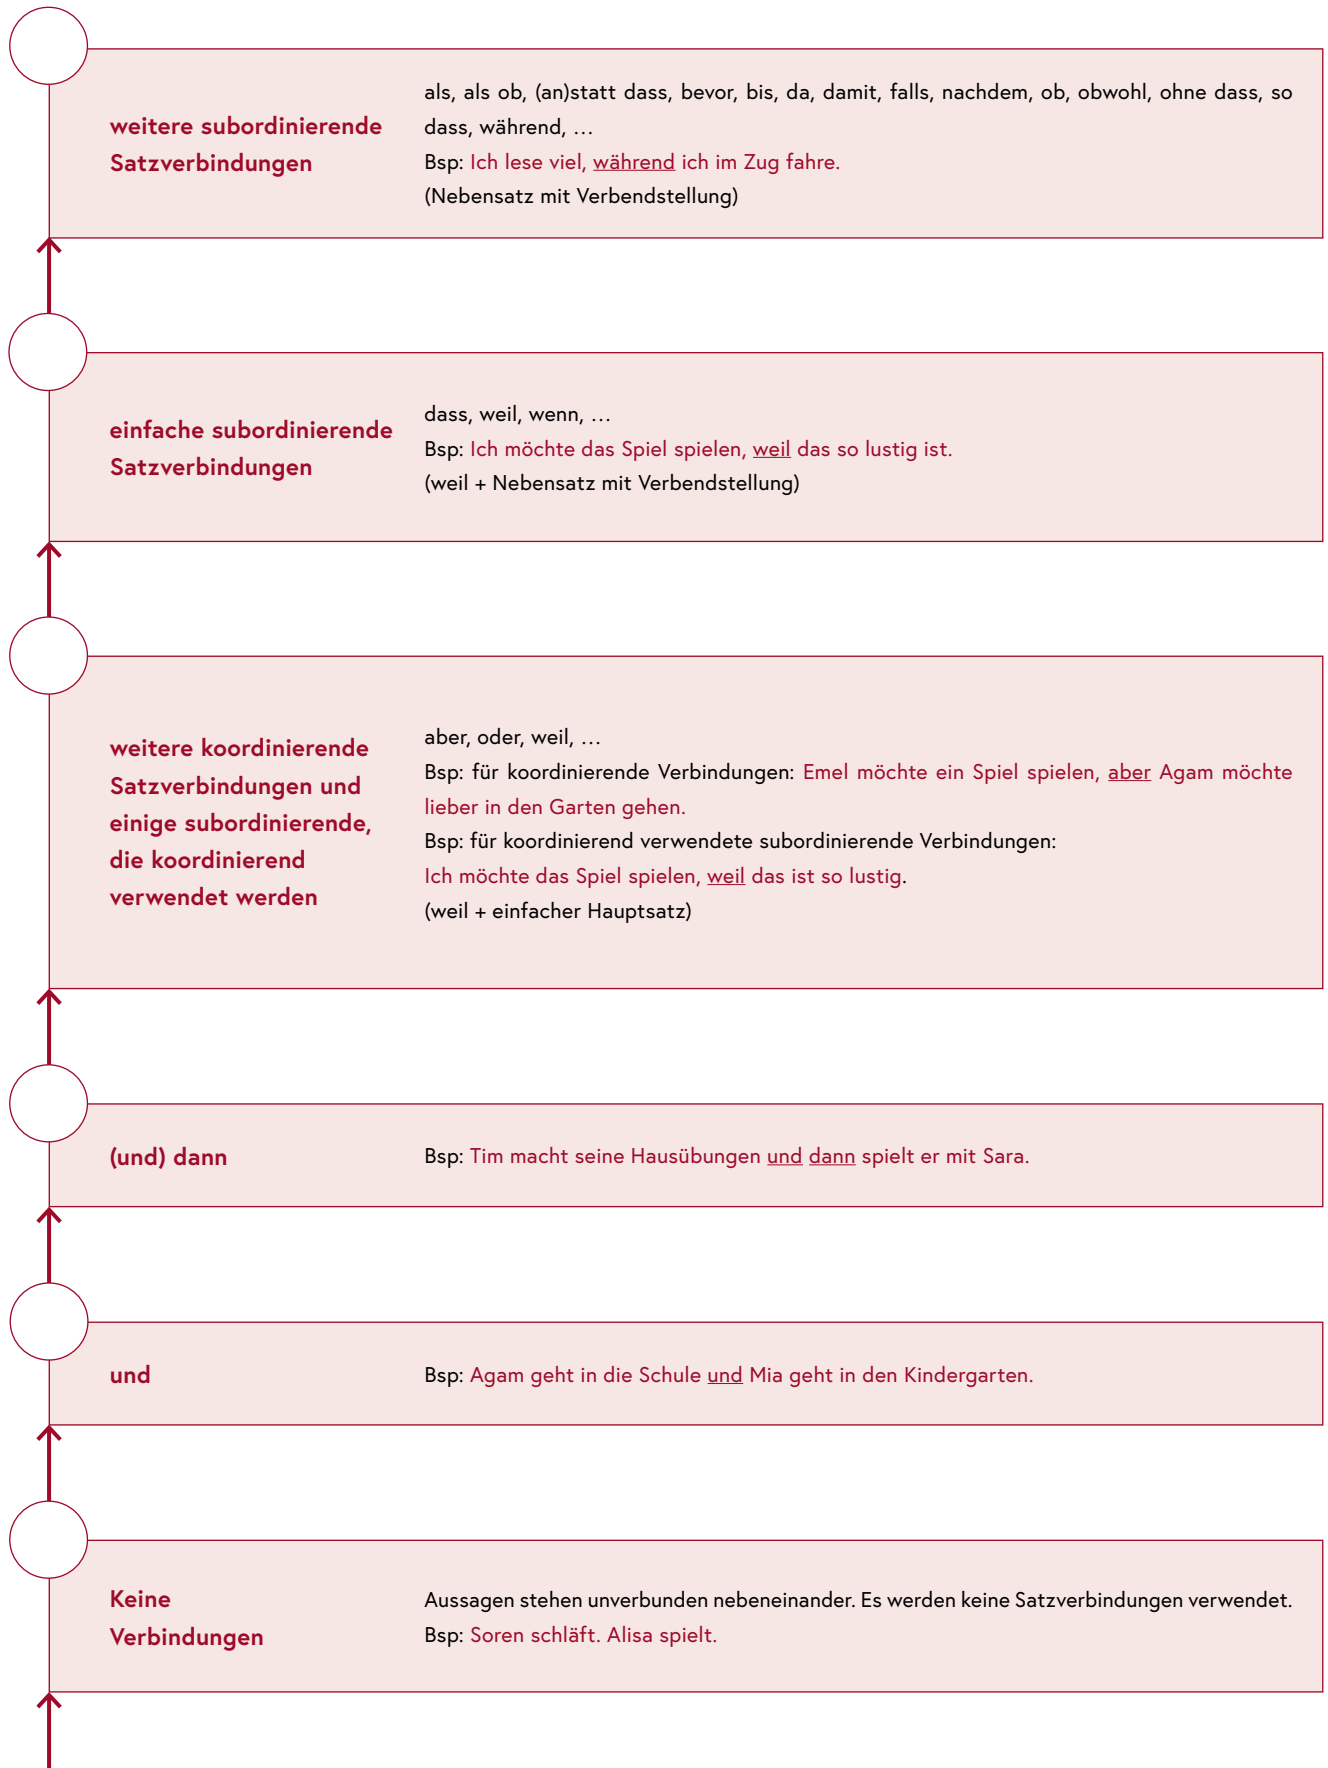 weitere subordinierende
Satzverbindungen
als, als ob, (an)statt dass, bevor, bis, da, damit, falls, nachdem, ob, obwohl, ohne dass, so
dass, während, …
Bsp: Ich lese viel, während ich im Zug fahre.
(Nebensatz mit Verbendstellung)
einfache subordinierende
Satzverbindungen
dass, weil, wenn, …
Bsp: Ich möchte das Spiel spielen, weil das so lustig ist.
(weil + Nebensatz mit Verbendstellung)
weitere koordinierende
Satzverbindungen und
einige subordinierende,
die koordinierend
verwendet werden
aber, oder, weil, …
Bsp: für koordinierende Verbindungen: Emel möchte ein Spiel spielen, aber Agam möchte
lieber in den Garten gehen.
Bsp: für koordinierend verwendete subordinierende Verbindungen:
Ich möchte das Spiel spielen, weil das ist so lustig.
(weil + einfacher Hauptsatz)
(und) dann
Bsp: Tim macht seine Hausübungen und dann spielt er mit Sara.
und
Bsp: Agam geht in die Schule und Mia geht in den Kindergarten.
Keine
Verbindungen
Aussagen stehen unverbunden nebeneinander. Es werden keine Satzverbindungen verwendet.
Bsp: Soren schläft. Alisa spielt.